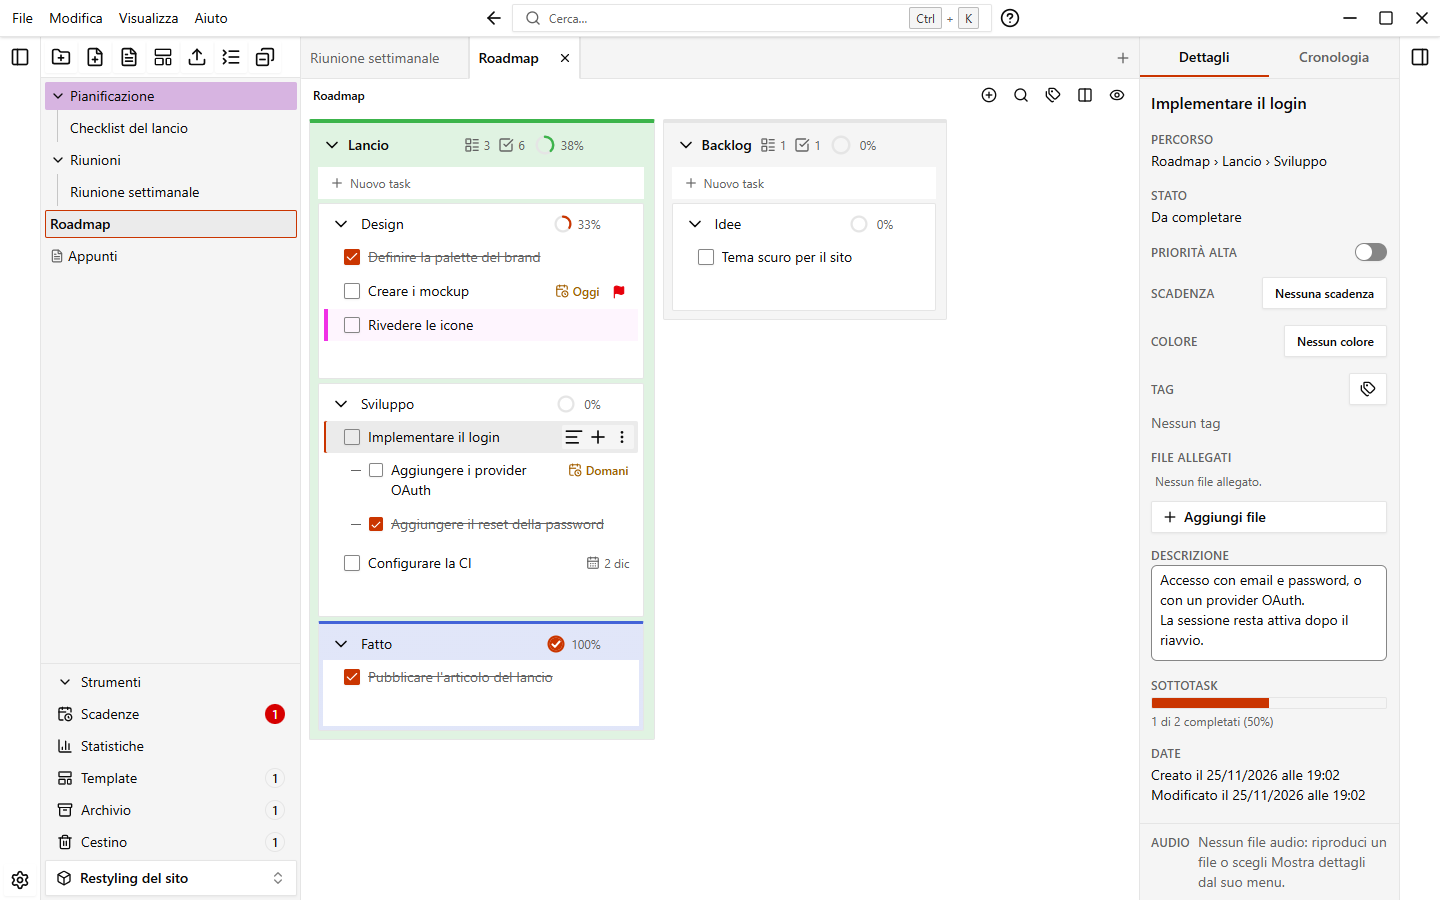 File Modifica Visualizza Aiuto
Cerca...
Ctrl + K
Pianificazione
Checklist del lancio
Riunioni
Riunione settimanale
Roadmap
Appunti
Strumenti
Scadenze 1
Statistiche
Template 1
Archivio 1
Cestino 1
Restyling del sito
Riunione settimanale
Roadmap
Roadmap
Lancio 3 6 38%
Nuovo task
Design 33%
Definire la palette del brand
Creare i mockup Oggi
Rivedere le icone
Sviluppo 0%
Implementare il login
Aggiungere i provider
OAuth
Domani
Aggiungere il reset della password
Configurare la CI 2 dic
Fatto 100%
Pubblicare l'articolo del lancio
Backlog 1 1 0%
Nuovo task
Idee 0%
Tema scuro per il sito
Dettagli Cronologia
Implementare il login
PERCORSO
Roadmap › Lancio › Sviluppo
STATO
Da completare
PRIORITÀ ALTA
SCADENZA Nessuna scadenza
COLORE Nessun colore
TAG
Nessun tag
FILE ALLEGATI
Nessun file allegato.
Aggiungi file
DESCRIZIONE
Accesso con email e password, o
con un provider OAuth.
La sessione resta attiva dopo il
riavvio.
SOTTOTASK
1 di 2 completati (50%)
DATE
Creato il 25/11/2026 alle 19:02
Modificato il 25/11/2026 alle 19:02
AUDIO Nessun file audio: riproduci un
file o scegli Mostra dettagli
dal suo menu.